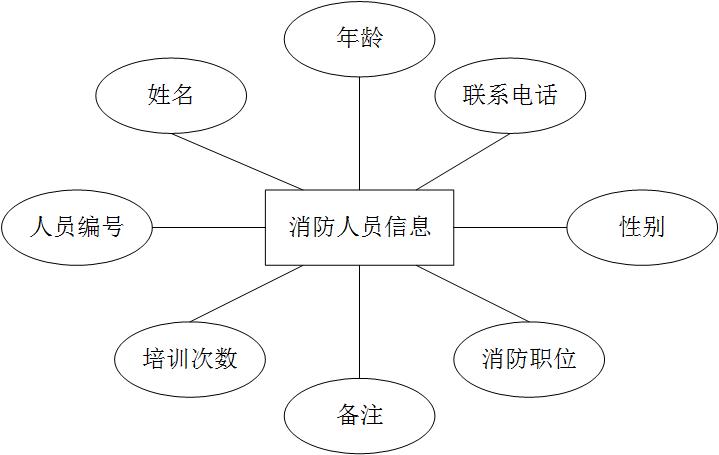 年龄
姓名
联系电话
人员编号
消防人员信息
性别
培训次数
消防职位
备注